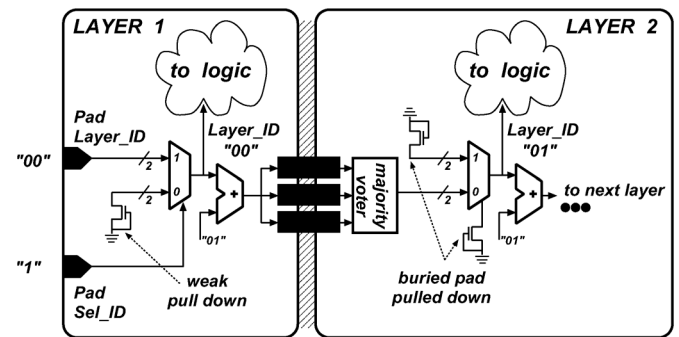 LAYER 1
LAYER 2
to logic
to logic
Pad
Layer_ID
Layer_ID
"00"
Layer_ID
"01"
"00"
2
1
2
0
+
"01"
majority
voter
2
1
2
0
+
"01"
to next layer
"1"
Pad
Sel_ID
weak
pull down
buried pad
pulled down